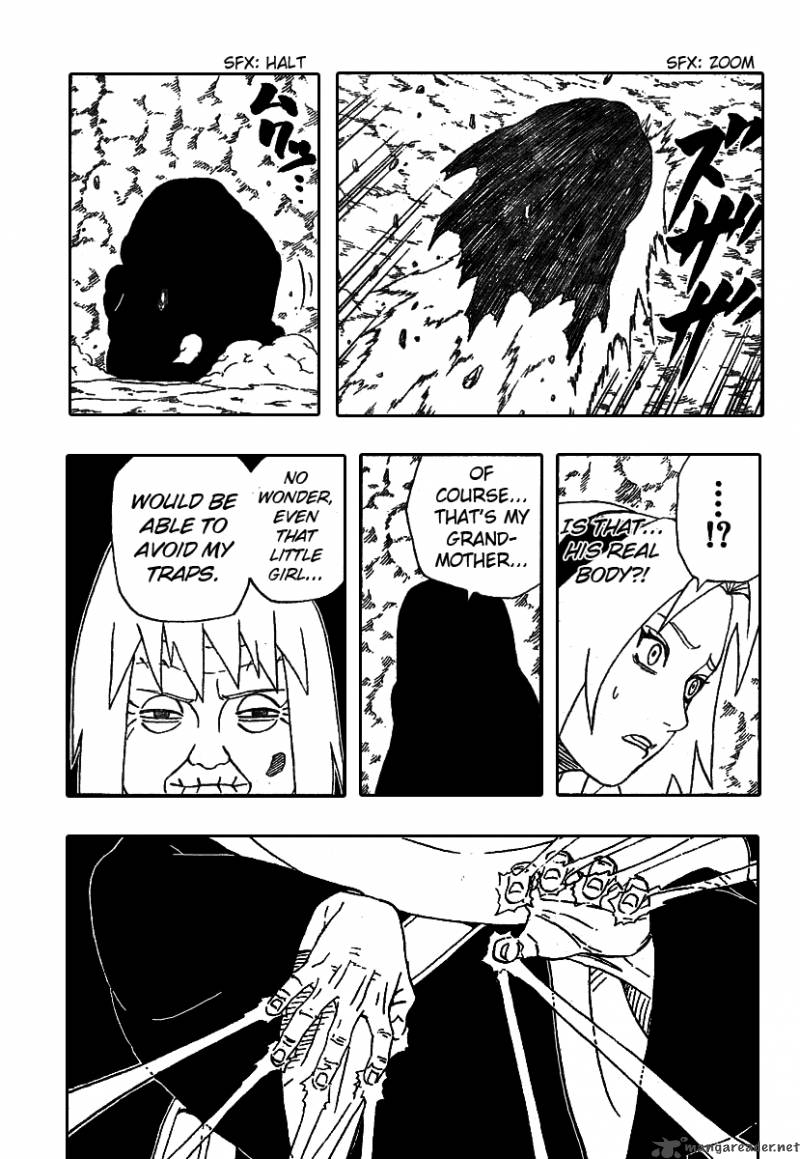 SFX: ZOOM
ズザザ
SFX: HALT
ムクッ…
……!?
IS THAT...
HIS REAL
BODY?!
OF
COURSE...
THAT'S MY
GRAND-
MOTHER...
NO
WONDER,
EVEN
THAT
LITTLE
GIRL...
WOULD BE
ABLE TO
AVOID MY
TRAPS.
mangareader.net